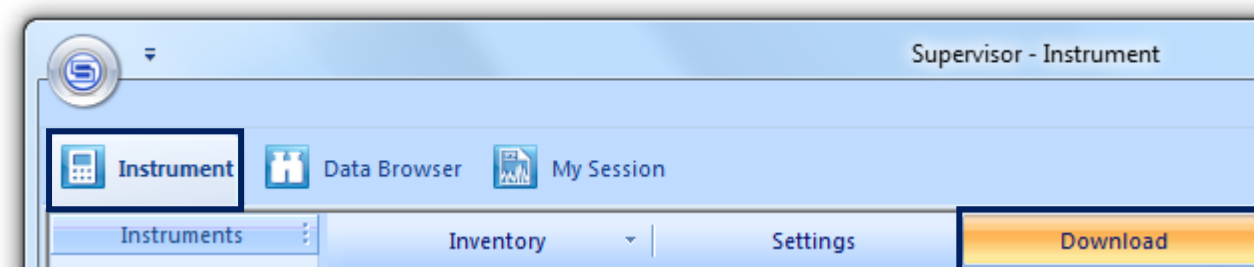 Supervisor - Instrument
Instrument Data Browser My Session
Instruments Inventory Settings Download